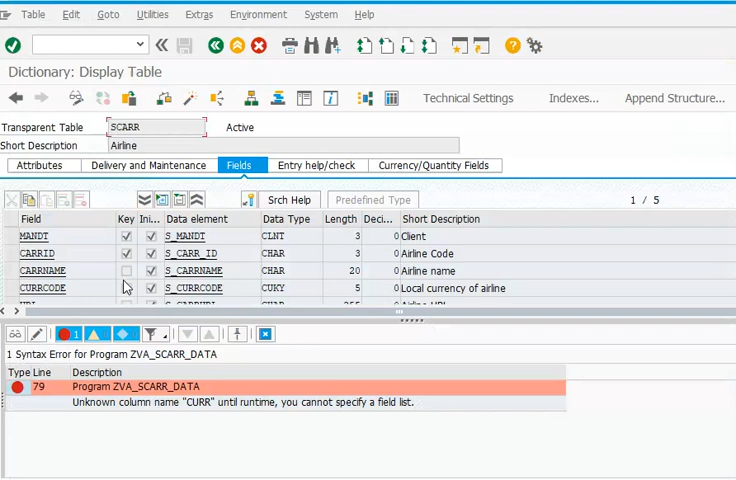 Table Edit Goto Utilities Extras Environment System Help
Dictionary: Display Table
Technical Settings Indexes... Append Structure...
Transparent Table SCARR Active
Short Description Airline
Attributes Delivery and Maintenance Fields Entry help/check Currency/Quantity Fields
Srch Help Predefined Type 1 / 5
Field Key Ini... Data element Data Type Length Deci... Short Description
MANDT S_MANDT CLNT 3 0 Client
CARRID S_CARR_ID CHAR 3 0 Airline Code
CARRNAME S_CARRNAME CHAR 20 0 Airline name
CURRCODE S_CURRCODE CUKY 5 0 Local currency of airline
1
1 Syntax Error for Program ZVA_SCARR_DATA
Type Line Description
79 Program ZVA_SCARR_DATA
Unknown column name "CURR" until runtime, you cannot specify a field list.